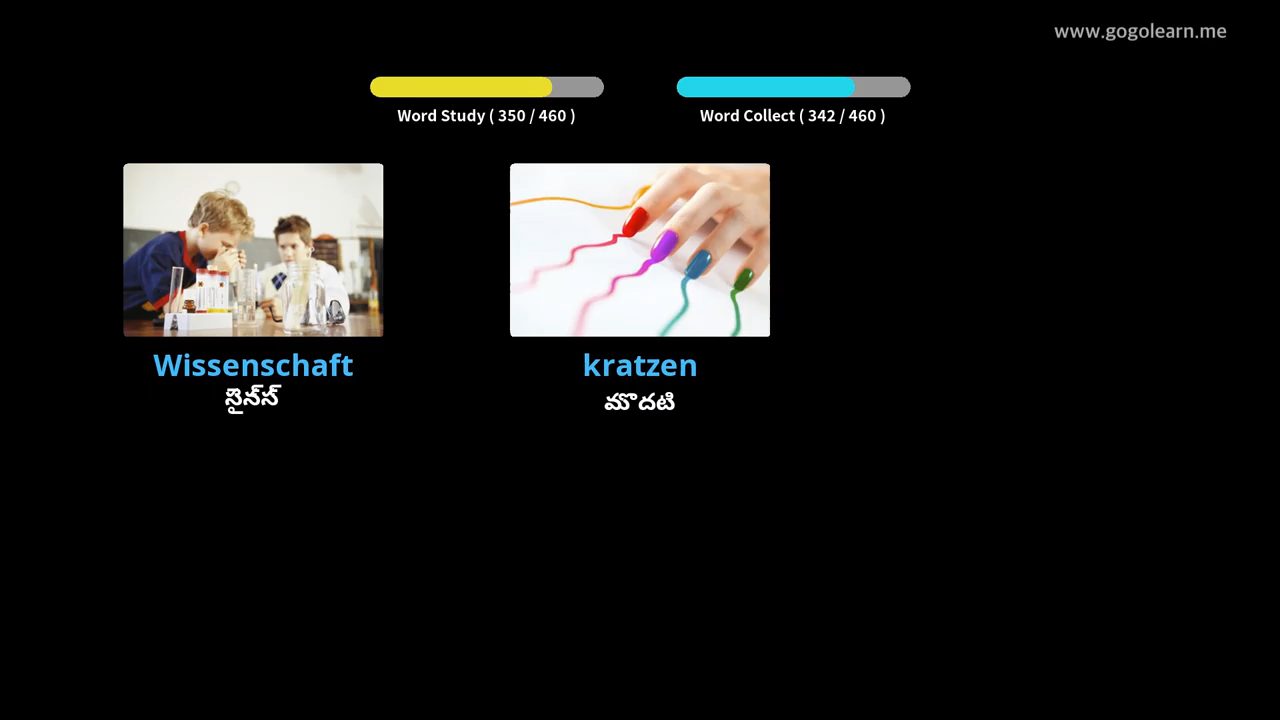 www.gogolearn.me
Word Study ( 350 / 460 )
Word Collect ( 342 / 460 )
Wissenschaft
సైన్స్
kratzen
మొదటి